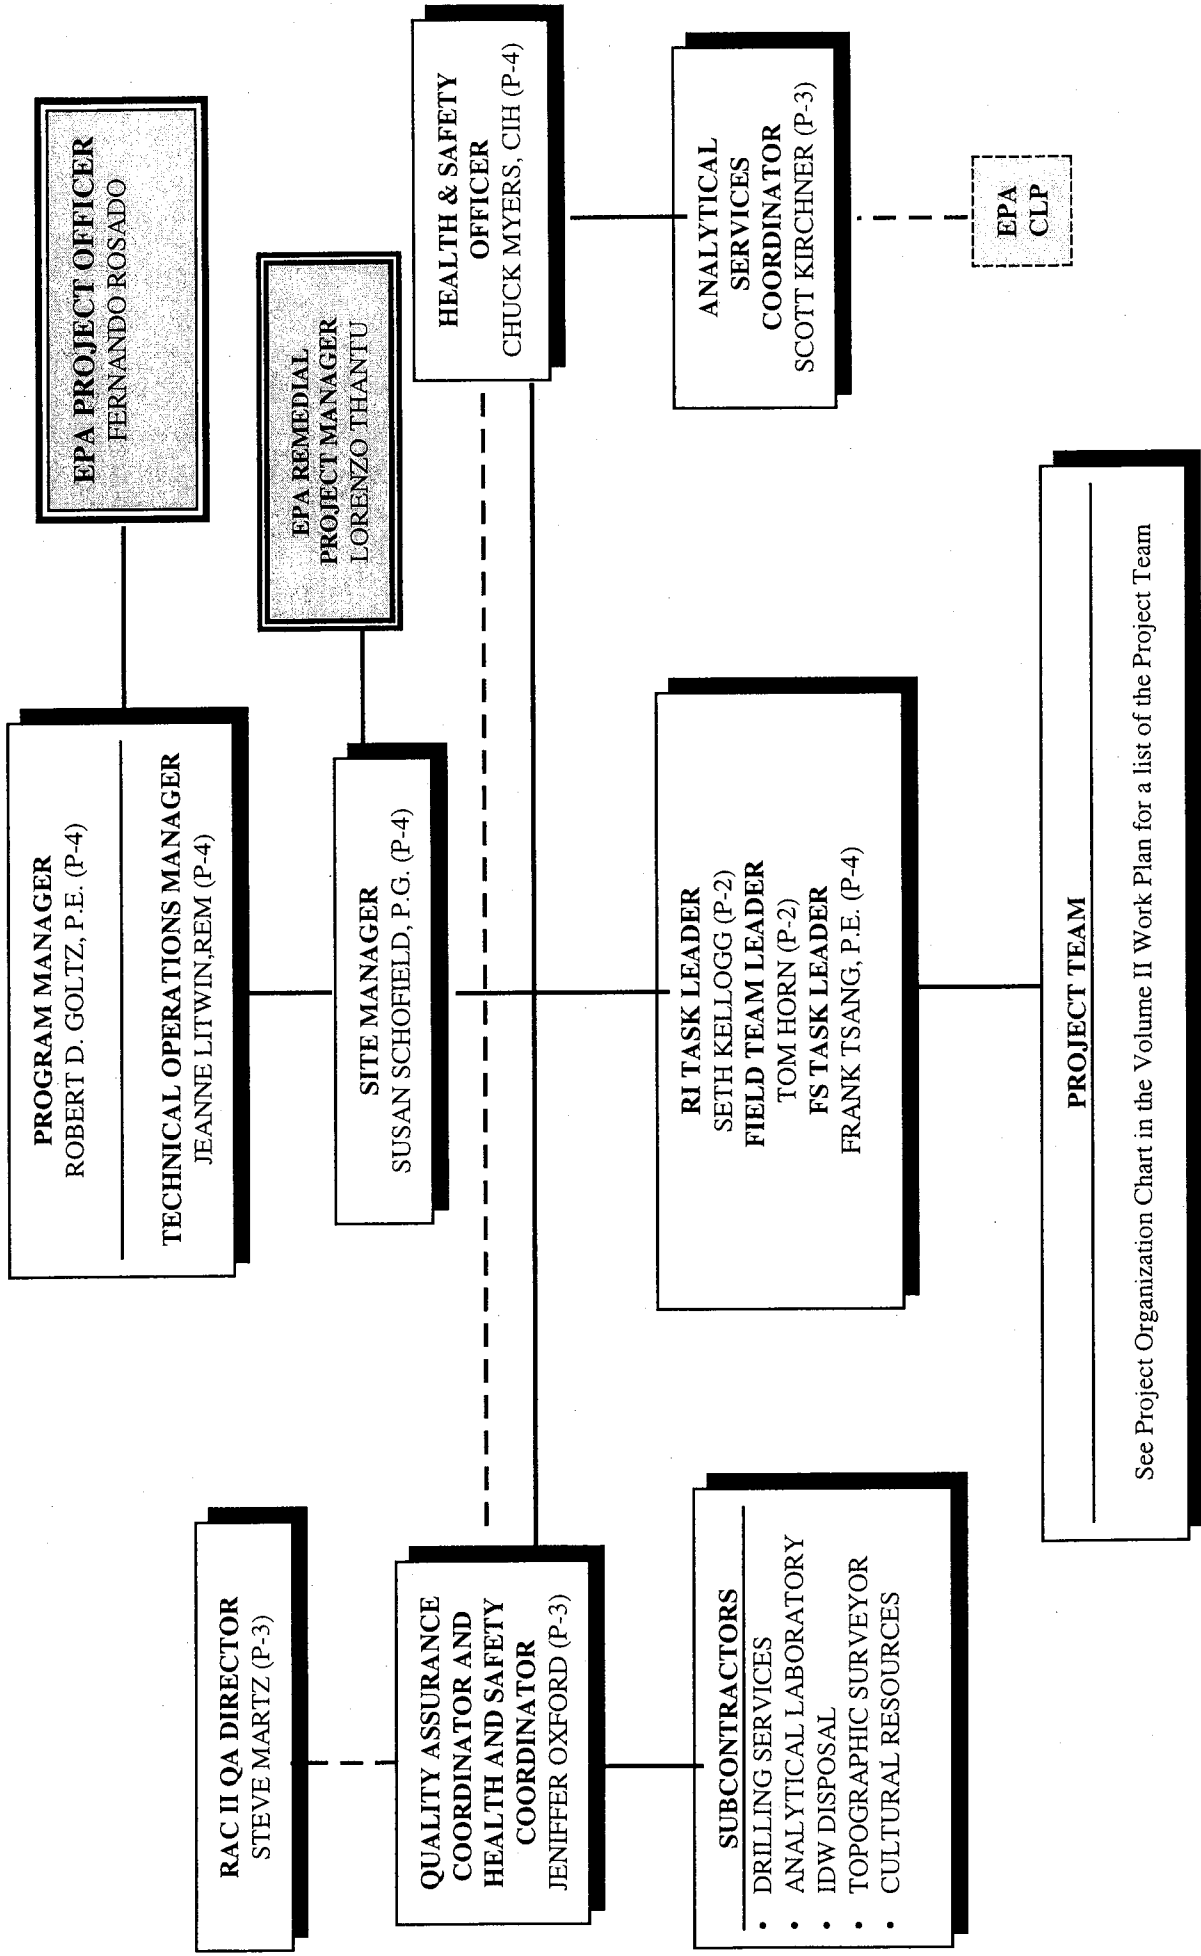 EPA PROJECT OFFICER
FERNANDO ROSADO
PROGRAM MANAGER
ROBERT D. GOLTZ, P.E. (P-4)
TECHNICAL OPERATIONS MANAGER
JEANNE LITWIN,REM (P-4)
EPA REMEDIAL
PROJECT MANAGER
LORENZO THANTU
SITE MANAGER
SUSAN SCHOFIELD, P.G. (P-4)
RAC II QA DIRECTOR
STEVE MARTZ (P-3)
QUALITY ASSURANCE
COORDINATOR AND
HEALTH AND SAFETY
COORDINATOR
JENIFFER OXFORD (P-3)
HEALTH & SAFETY
OFFICER
CHUCK MYERS, CIH (P-4)
SUBCONTRACTORS
• DRILLING SERVICES
• ANALYTICAL LABORATORY
• IDW DISPOSAL
• TOPOGRAPHIC SURVEYOR
• CULTURAL RESOURCES
RI TASK LEADER
SETH KELLOGG (P-2)
FIELD TEAM LEADER
TOM HORN (P-2)
FS TASK LEADER
FRANK TSANG, P.E. (P-4)
ANALYTICAL
SERVICES
COORDINATOR
SCOTT KIRCHNER (P-3)
EPA
CLP
PROJECT TEAM
See Project Organization Chart in the Volume II Work Plan for a list of the Project Team